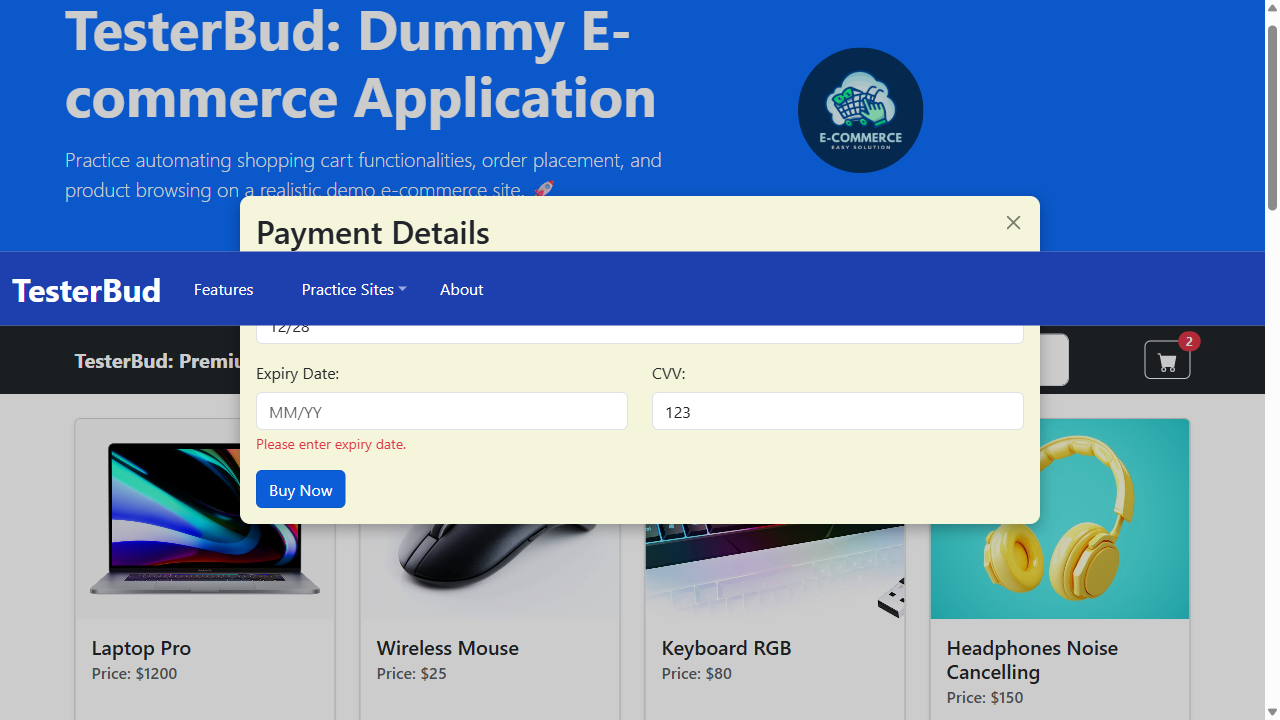 TesterBud: Dummy E-
commerce Application
Practice automating shopping cart functionalities, order placement, and
product browsing on a realistic demo e-commerce site. 🚀
E-COMMERCE
EASY SOLUTION
Payment Details
TesterBud
Features
Practice Sites
About
12/28
TesterBud: Premiu
2
Expiry Date:
CVV:
MM/YY
123
Please enter expiry date.
Buy Now
Laptop Pro
Price: $1200
Wireless Mouse
Price: $25
Keyboard RGB
Price: $80
Headphones Noise
Cancelling
Price: $150